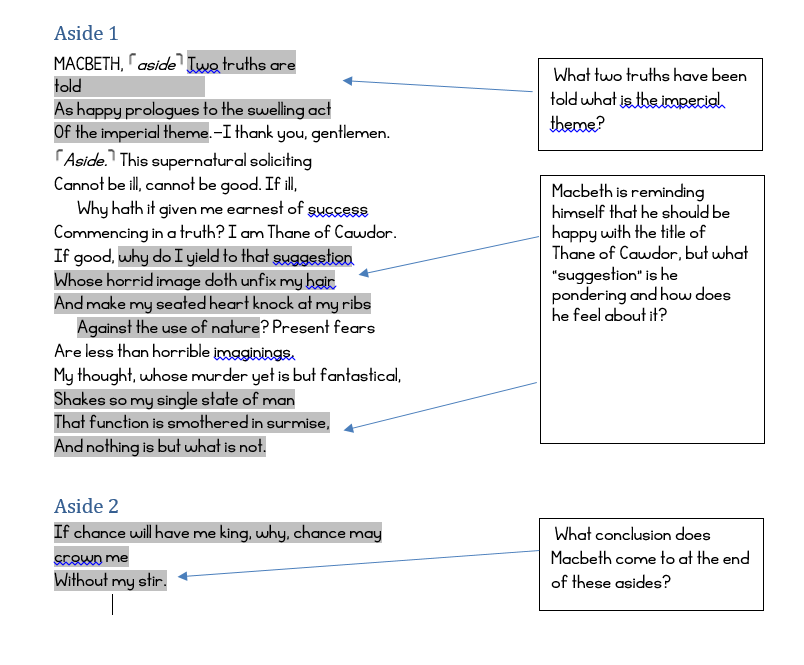 Aside 1
MACBETH, ⌜aside⌝ Two truths are
told
As happy prologues to the swelling act
Of the imperial theme.—I thank you, gentlemen.
⌜Aside.⌝ This supernatural soliciting
Cannot be ill, cannot be good. If ill,
Why hath it given me earnest of success
Commencing in a truth? I am Thane of Cawdor.
If good, why do I yield to that suggestion
Whose horrid image doth unfix my hair
And make my seated heart knock at my ribs
Against the use of nature? Present fears
Are less than horrible imaginings.
My thought, whose murder yet is but fantastical,
Shakes so my single state of man
That function is smothered in surmise,
And nothing is but what is not.
What two truths have been
told what is the imperial
theme?
Macbeth is reminding
himself that he should be
happy with the title of
Thane of Cawdor, but what
"suggestion" is he
pondering and how does
he feel about it?
Aside 2
If chance will have me king, why, chance may
crown me
Without my stir.
What conclusion does
Macbeth come to at the end
of these asides?